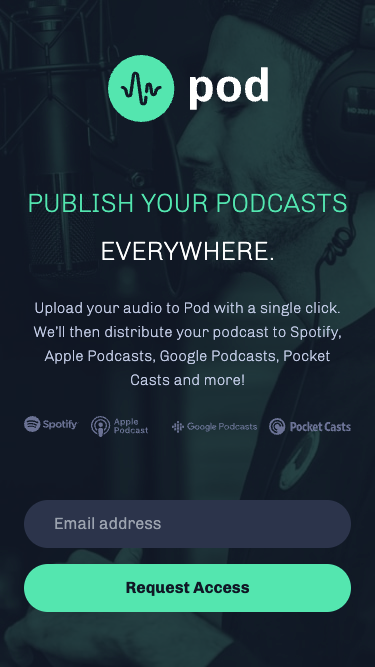 pod
PUBLISH YOUR PODCASTS
EVERYWHERE.
Upload your audio to Pod with a single click.
We’ll then distribute your podcast to Spotify,
Apple Podcasts, Google Podcasts, Pocket
Casts and more!
Spotify Apple Podcast Google Podcasts Pocket Casts
Email address
Request Access